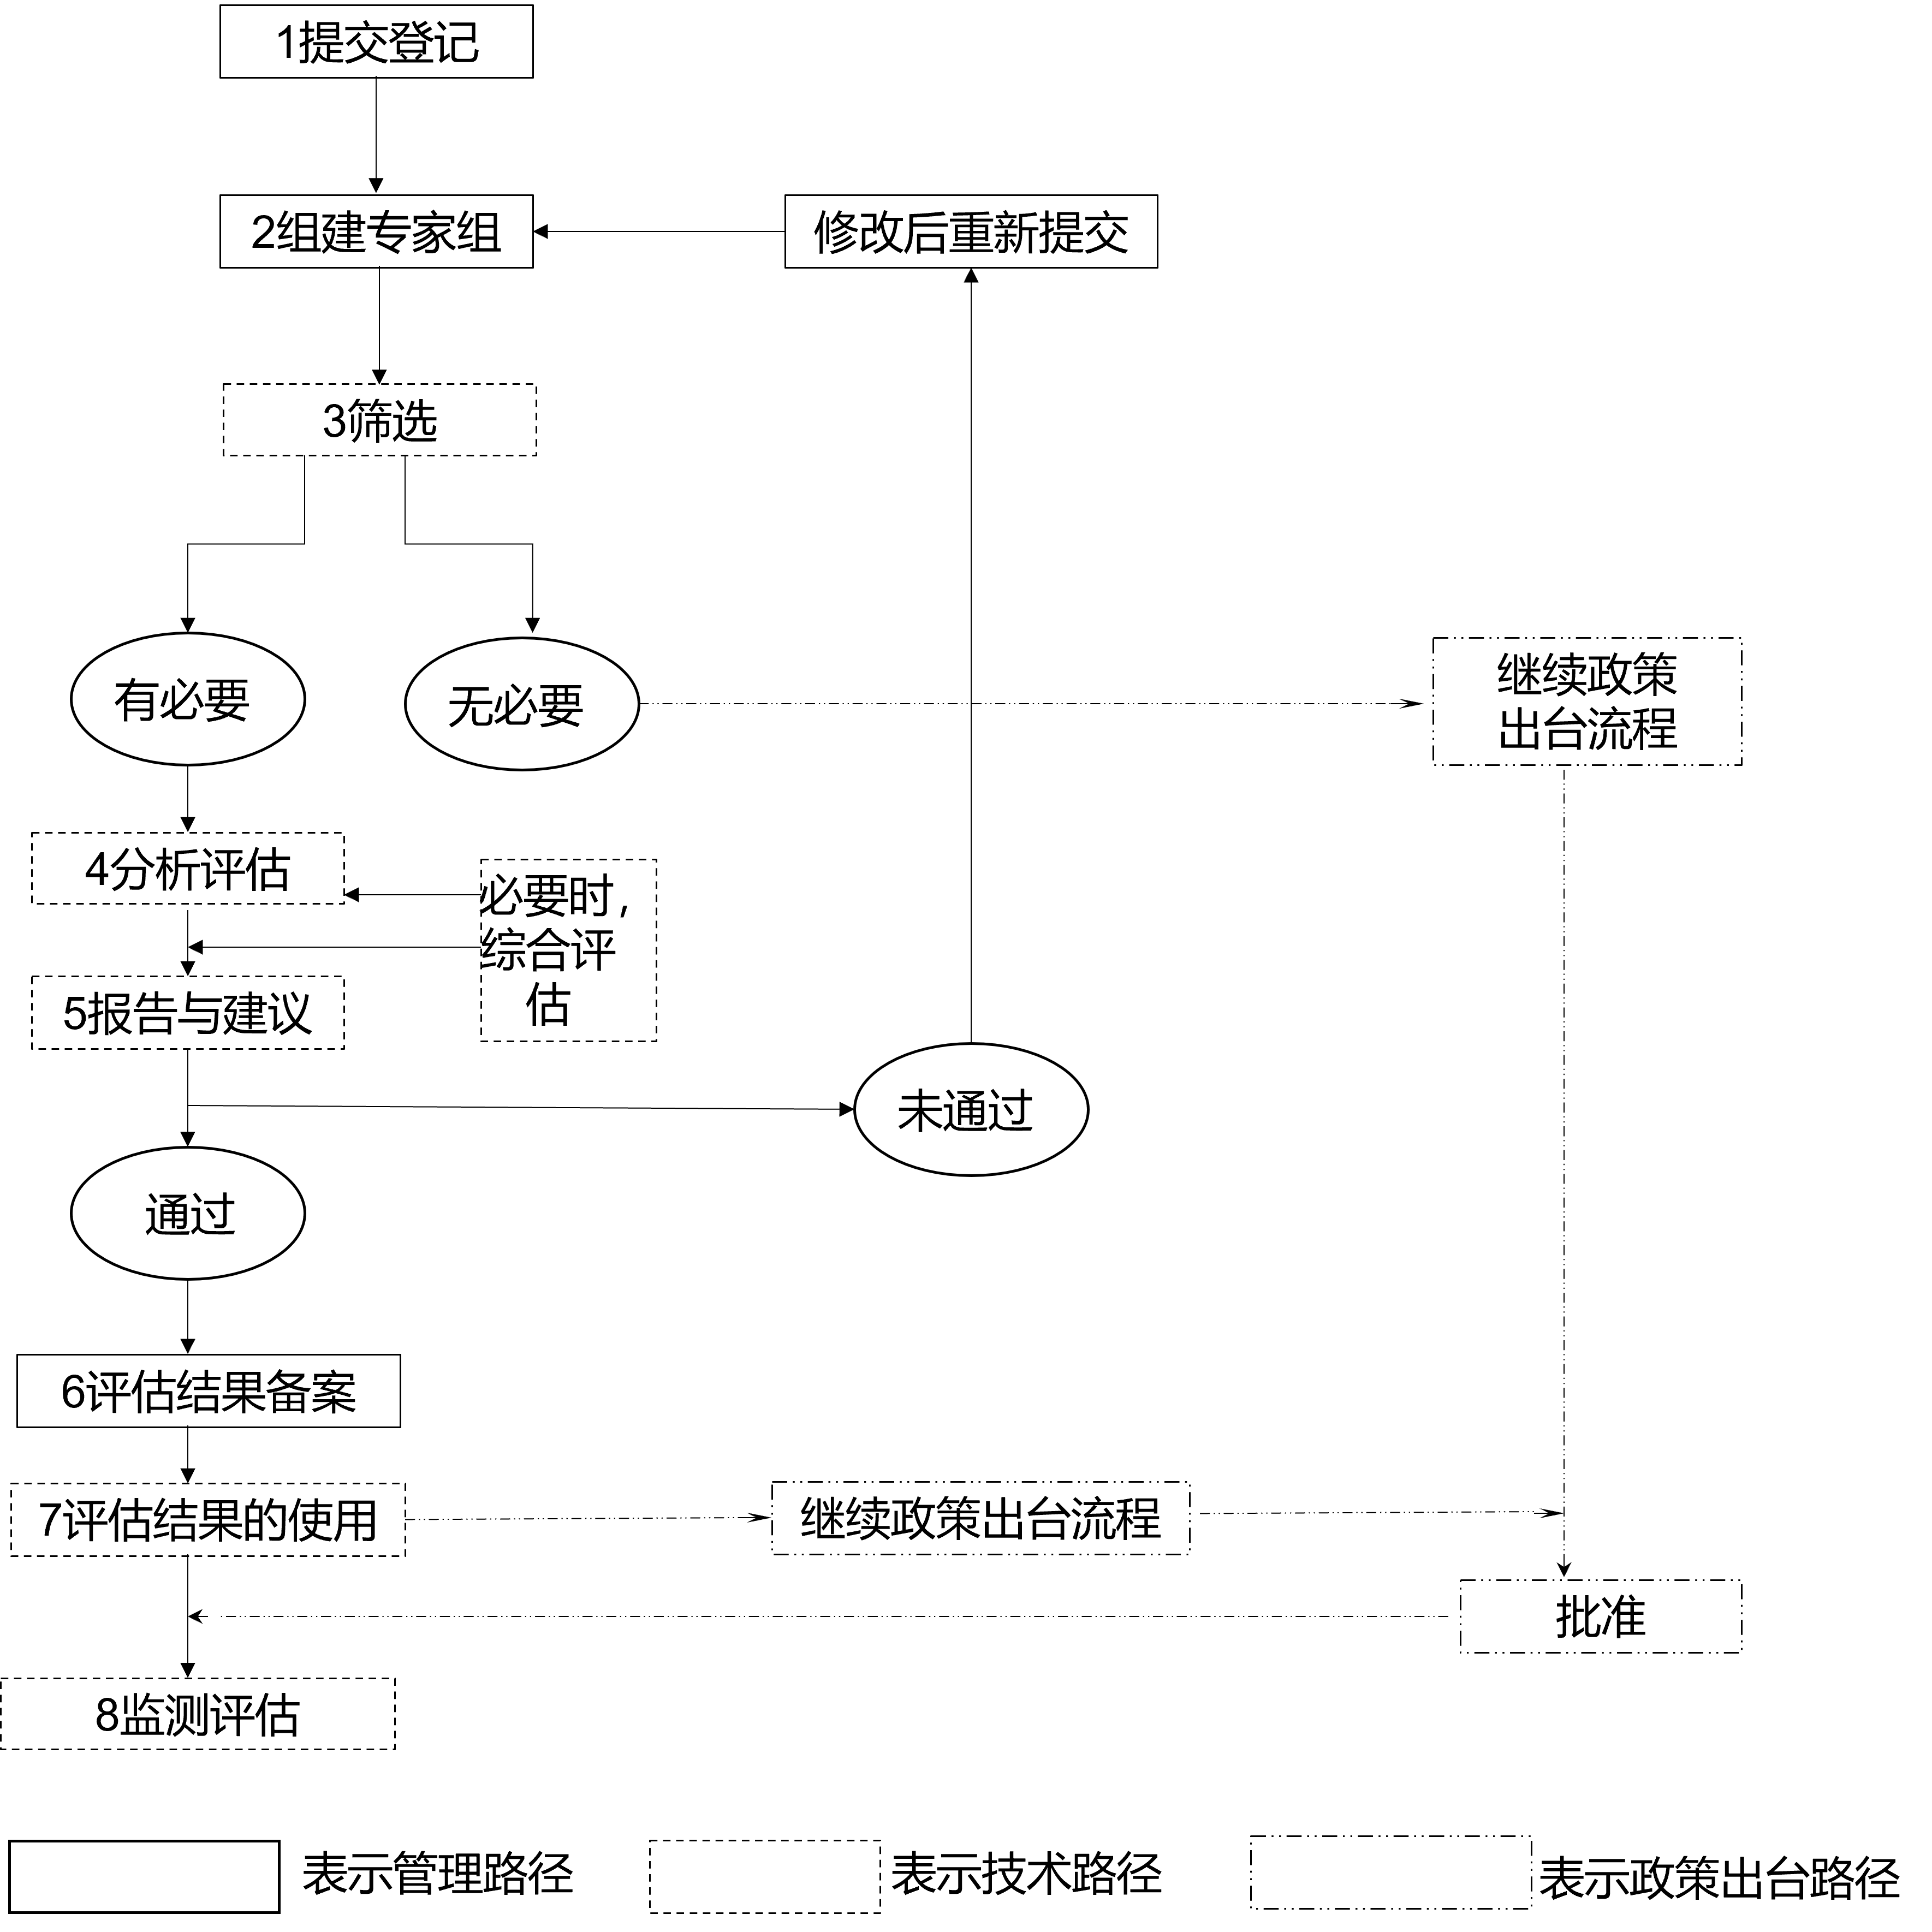 1提交登记
2组建专家组
修改后重新提交
3筛选
有必要
无必要
继续政策
出台流程
4分析评估
必要时，
综合评
估
5报告与建议
未通过
通过
6评估结果备案
7评估结果的使用
继续政策出台流程
批准
8监测评估
表示管理路径
表示技术路径
表示政策出台路径